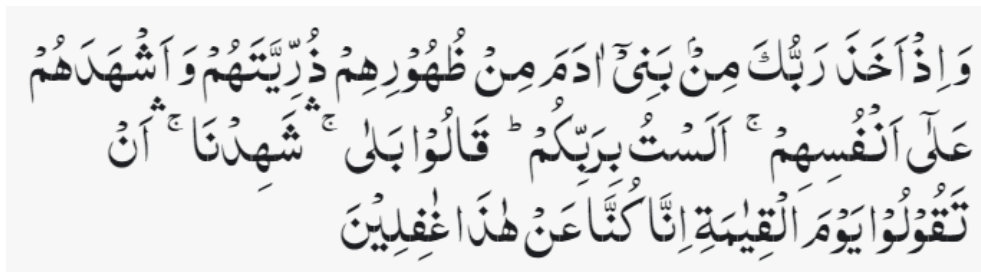 وَ اِذْ اَخَذَ رَبُّكَ مِنْۢ بَنِیْۤ اٰدَمَ مِنْ ظُهُوْرِهِمْ ذُرِّیَّتَهُمْ وَ اَشْهَدَهُمْ
عَلٰۤی اَنْفُسِهِمْ ۚ اَلَسْتُ بِرَبِّكُمْ ؕ قَالُوْا بَلٰی ۛۚ شَهِدْنَا ۛۚ اَنْ
تَقُوْلُوْا یَوْمَ الْقِیٰمَةِ اِنَّا كُنَّا عَنْ هٰذَا غٰفِلِیْنَ